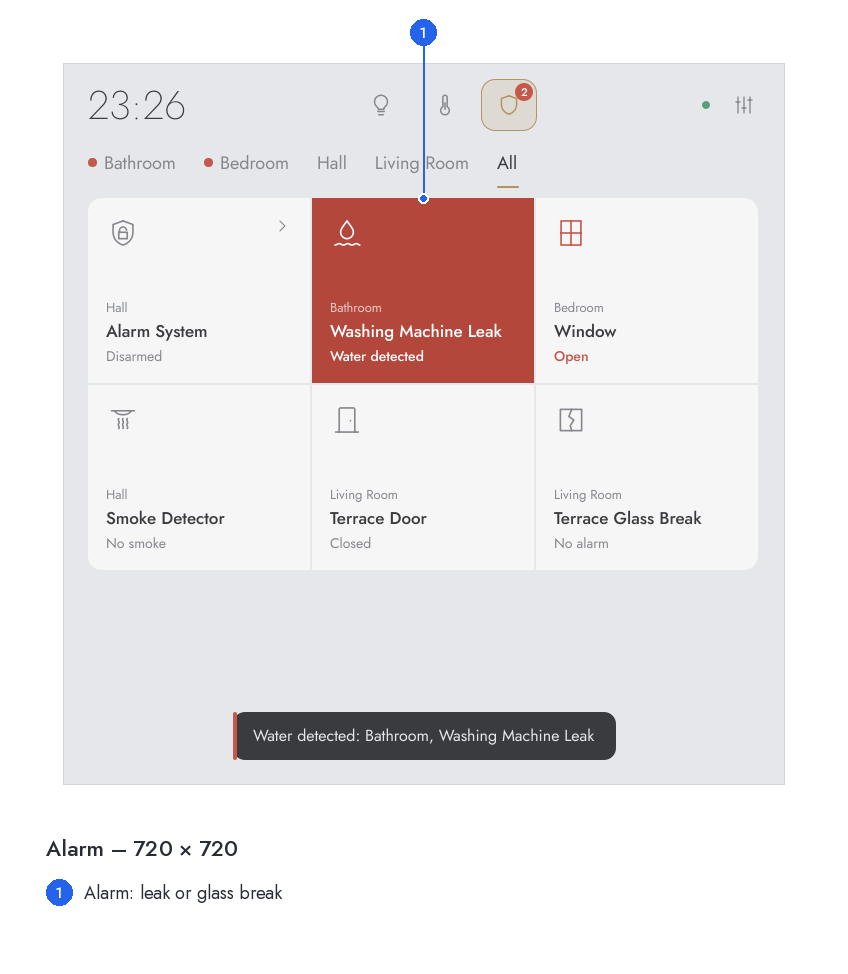 1
23:26
2
Bathroom Bedroom Hall Living Room All
Hall
Alarm System
Disarmed
Bathroom
Washing Machine Leak
Water detected
Bedroom
Window
Open
Hall
Smoke Detector
No smoke
Living Room
Terrace Door
Closed
Living Room
Terrace Glass Break
No alarm
Water detected: Bathroom, Washing Machine Leak
Alarm – 720 × 720
1 Alarm: leak or glass break